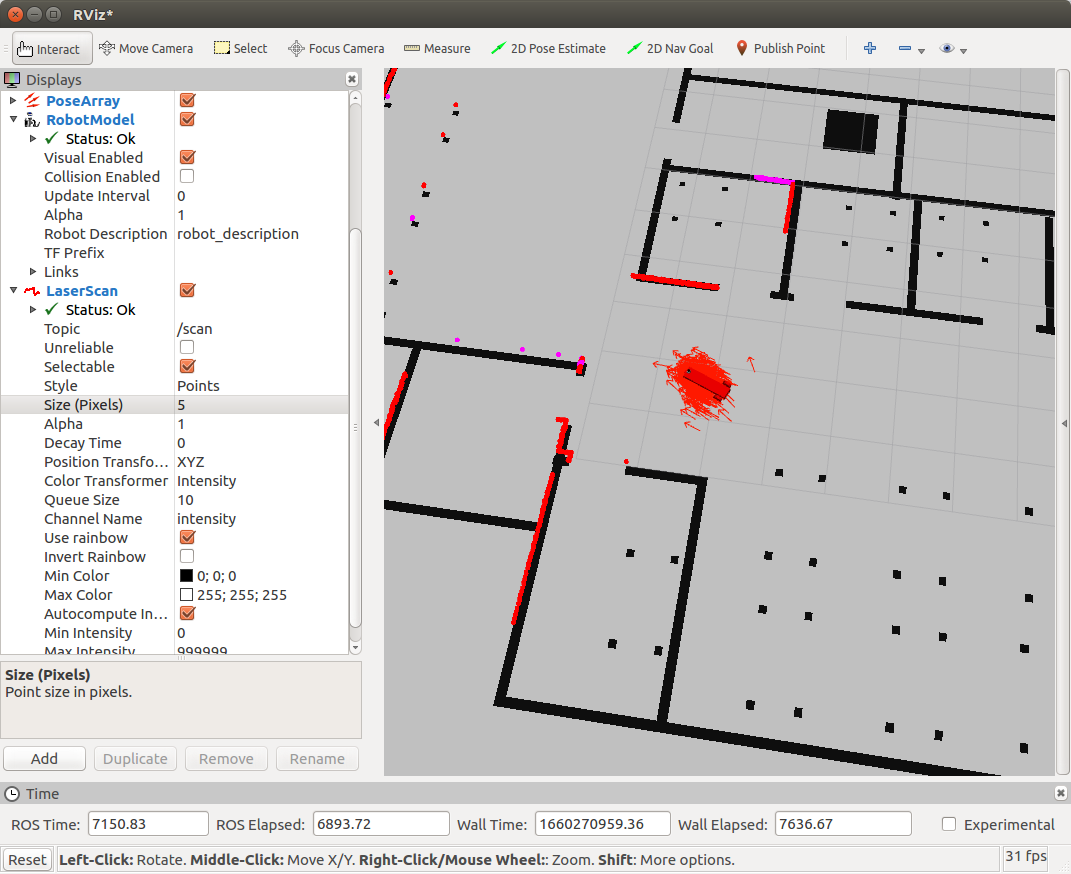 RViz*
Interact Move Camera Select Focus Camera Measure 2D Pose Estimate 2D Nav Goal Publish Point
Displays
PoseArray
RobotModel
Status: Ok
Visual Enabled
Collision Enabled
Update Interval 0
Alpha 1
Robot Description robot_description
TF Prefix
Links
LaserScan
Status: Ok
Topic /scan
Unreliable
Selectable
Style Points
Size (Pixels) 5
Alpha 1
Decay Time 0
Position Transfo... XYZ
Color Transformer Intensity
Queue Size 10
Channel Name intensity
Use rainbow
Invert Rainbow
Min Color 0; 0; 0
Max Color 255; 255; 255
Autocompute In...
Min Intensity 0
Max Intensity 999999
Size (Pixels)
Point size in pixels.
Add Duplicate Remove Rename
Time
ROS Time: 7150.83 ROS Elapsed: 6893.72 Wall Time: 1660270959.36 Wall Elapsed: 7636.67 Experimental
Reset Left-Click: Rotate. Middle-Click: Move X/Y. Right-Click/Mouse Wheel:: Zoom. Shift: More options. 31 fps